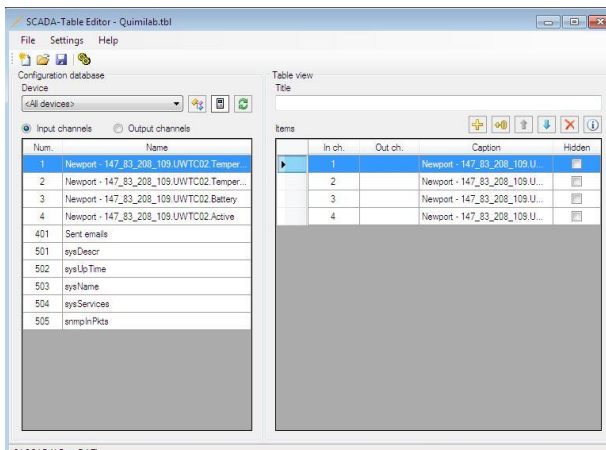 SCADA-Table Editor - Quimilab.tbl
File Settings Help
Configuration database
Device
<All devices>
Input channels Output channels
Num. Name
1 Newport - 147_83_208_109.UWTC02.Temper...
2 Newport - 147_83_208_109.UWTC02.Temper...
3 Newport - 147_83_208_109.UWTC02.Battery
4 Newport - 147_83_208_109.UWTC02.Active
401 Sent emails
501 sysDescr
502 sysUpTime
503 sysName
504 sysServices
505 snmpInPkts
Table view
Title
Items
In ch. Out ch. Caption Hidden
1 Newport - 147_83_208_109.U...
2 Newport - 147_83_208_109.U...
3 Newport - 147_83_208_109.U...
4 Newport - 147_83_208_109.U...